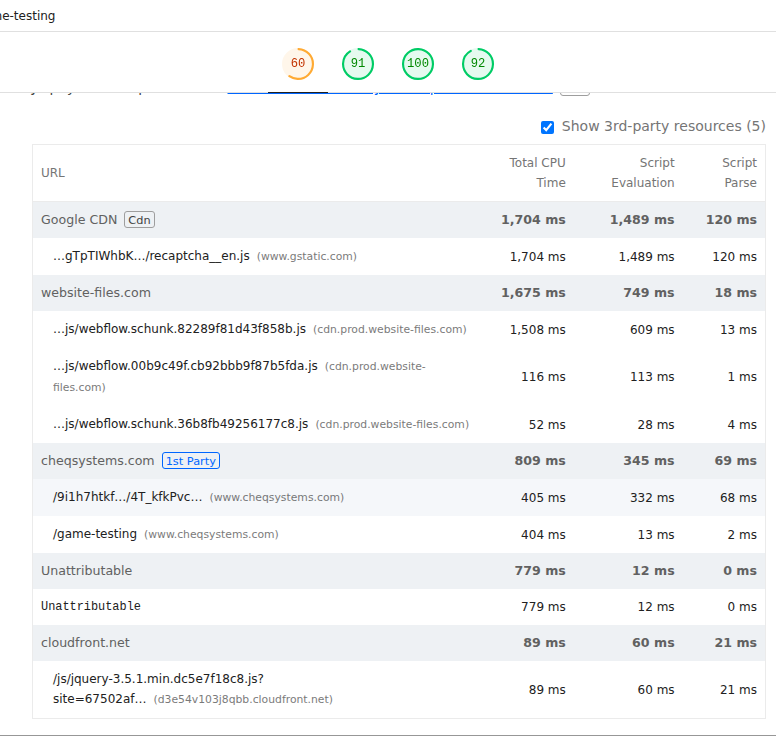 ne-testing
60 91 100 92
Show 3rd-party resources (5)
URL Total CPU Time Script Evaluation Script Parse
Google CDN Cdn 1,704 ms 1,489 ms 120 ms
…gTpTIWhbK…/recaptcha__en.js (www.gstatic.com) 1,704 ms 1,489 ms 120 ms
website-files.com 1,675 ms 749 ms 18 ms
…js/webflow.schunk.82289f81d43f858b.js (cdn.prod.website-files.com) 1,508 ms 609 ms 13 ms
…js/webflow.00b9c49f.cb92bbb9f87b5fda.js (cdn.prod.website-
files.com) 116 ms 113 ms 1 ms
…js/webflow.schunk.36b8fb49256177c8.js (cdn.prod.website-files.com) 52 ms 28 ms 4 ms
cheqsystems.com 1st Party 809 ms 345 ms 69 ms
/9i1h7htkf…/4T_kfkPvc… (www.cheqsystems.com) 405 ms 332 ms 68 ms
/game-testing (www.cheqsystems.com) 404 ms 13 ms 2 ms
Unattributable 779 ms 12 ms 0 ms
Unattributable 779 ms 12 ms 0 ms
cloudfront.net 89 ms 60 ms 21 ms
/js/jquery-3.5.1.min.dc5e7f18c8.js?
site=67502af… (d3e54v103j8qbb.cloudfront.net) 89 ms 60 ms 21 ms